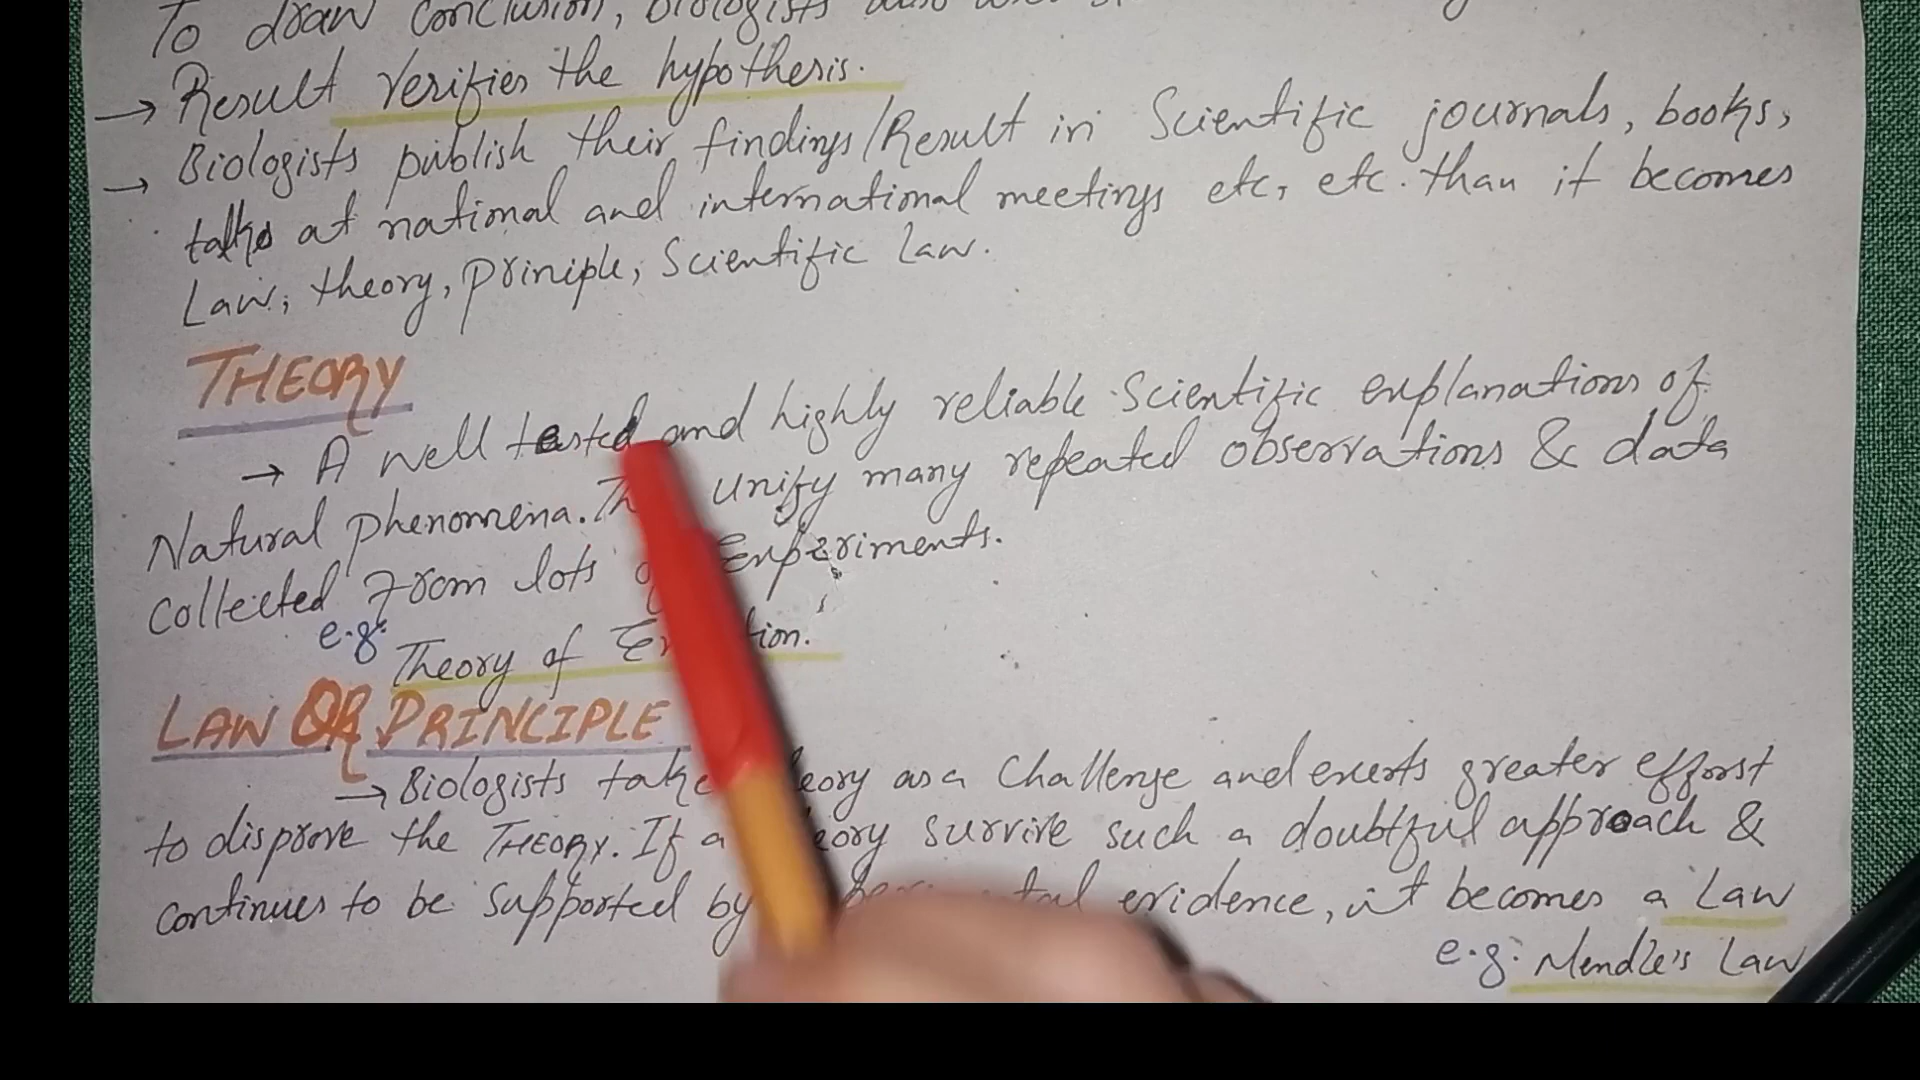 To draw conclusion, biologists also
→ Result verifies the hypothesis.
→ Biologists publish their findings/Result in Scientific journals, books,
talks at national and international meetings etc, etc. than it becomes
Law, theory, priniple, Scientific Law.
THEORY
→ A well tested and highly reliable Scientific explanations of
Natural phenomena. unify many repeated observations & data
Collected from lots Experiments.
e.g:
Theory of
LAW OR PRINCIPLE
→ Biologists take as a Challenge and exerts greater effort
to disprove the THEORY. If a survive such a doubtful approach &
continues to be supported by evidence, it becomes a Law
e.g: Mendle's Law